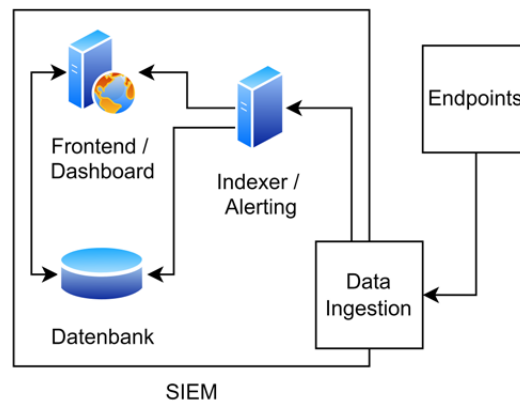 Endpoints
Frontend /
Dashboard
Indexer /
Alerting
Data
Ingestion
Datenbank
SIEM